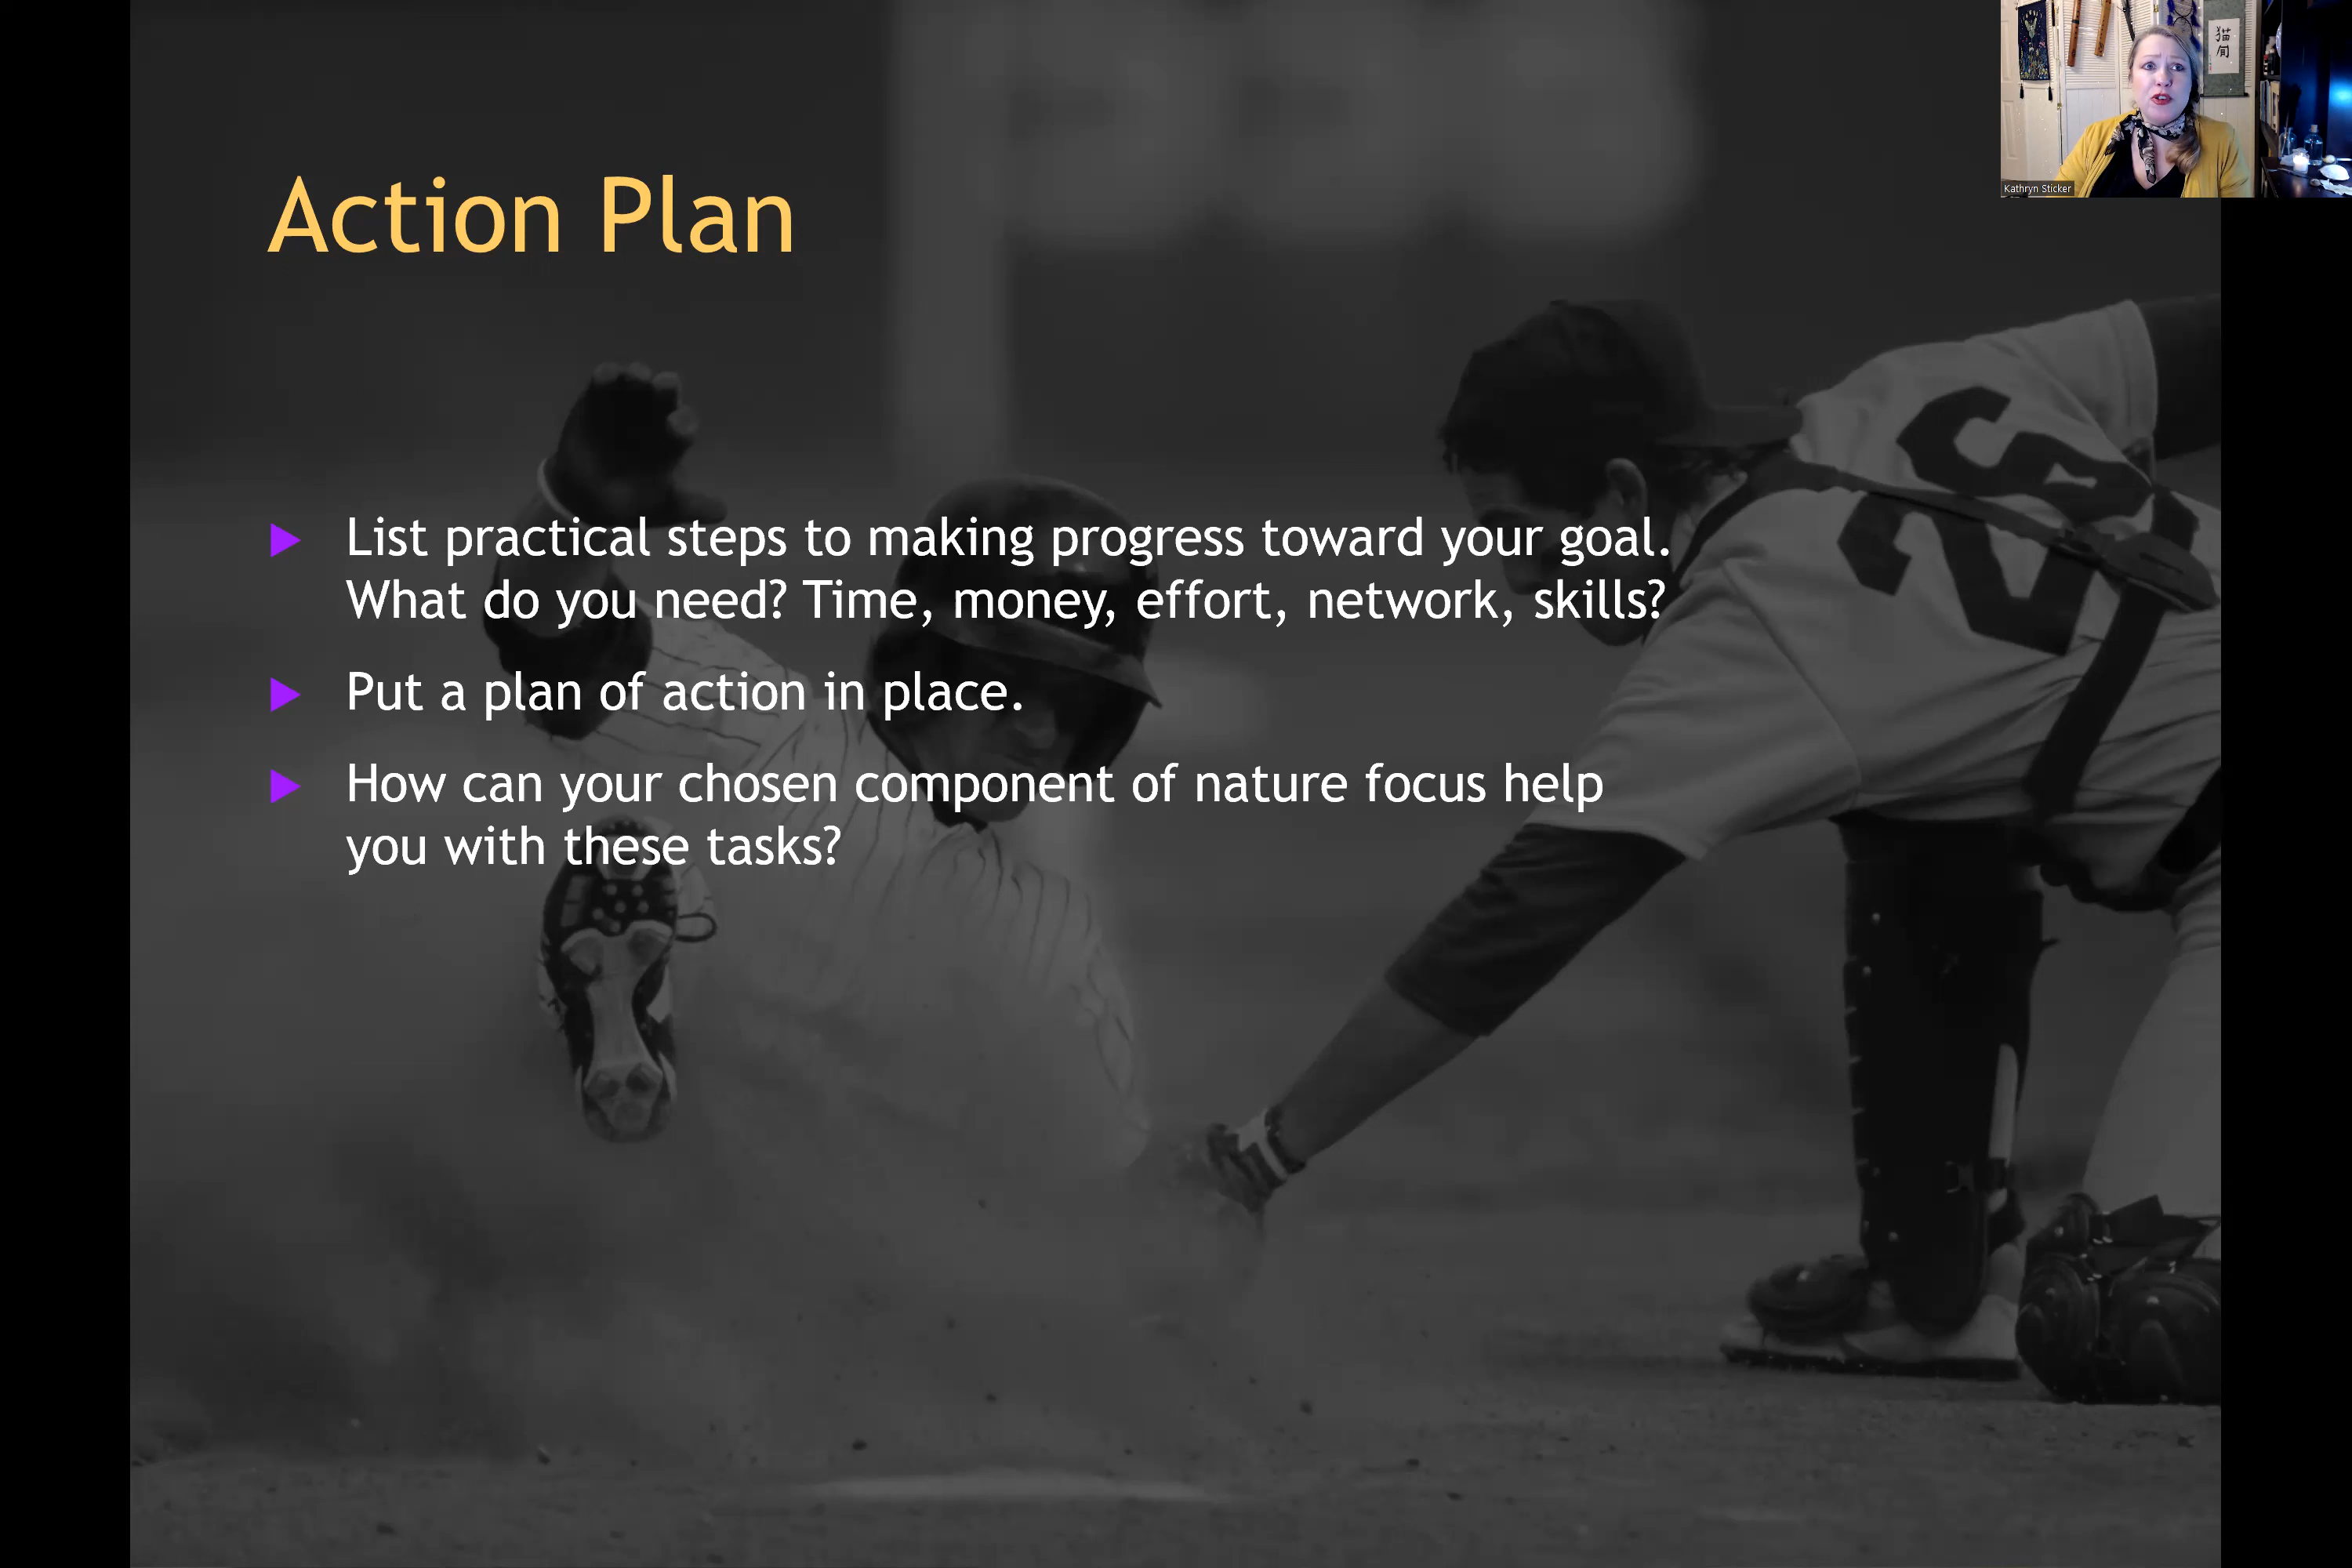 Action Plan
List practical steps to making progress toward your goal.
What do you need? Time, money, effort, network, skills?
Put a plan of action in place.
How can your chosen component of nature focus help
you with these tasks?
Kathryn Sticker
26